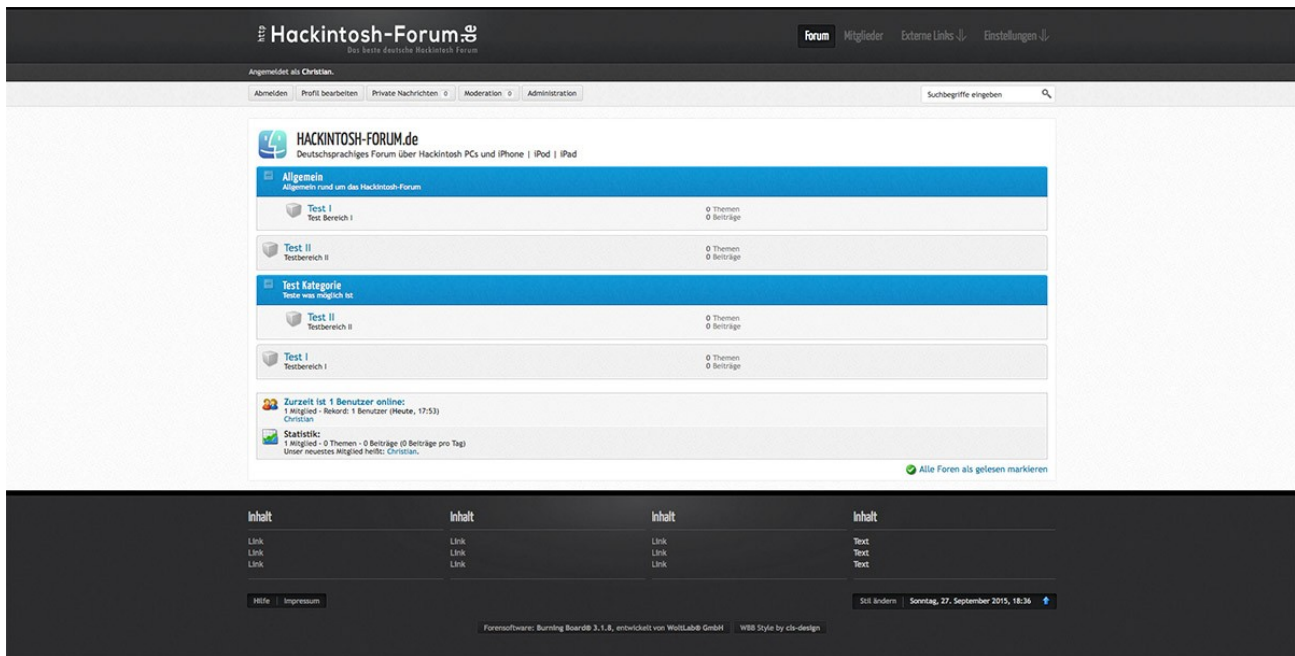 http Hackintosh-Forum.de
Das beste deutsche Hackintosh Forum
Forum Mitglieder Externe Links Einstellungen
Angemeldet als Christian.
Abmelden Profil bearbeiten Private Nachrichten 0 Moderation 0 Administration
Suchbegriffe eingeben
HACKINTOSH-FORUM.de
Deutschsprachiges Forum über Hackintosh PCs und iPhone | iPod | iPad
Allgemein
Allgemein rund um das Hackintosh-Forum
Test I
Test Bereich I
0 Themen
0 Beiträge
Test II
Testbereich II
0 Themen
0 Beiträge
Test Kategorie
Teste was möglich ist
Test II
Testbereich II
0 Themen
0 Beiträge
Test I
Testbereich I
0 Themen
0 Beiträge
Zurzeit ist 1 Benutzer online:
1 Mitglied - Rekord: 1 Benutzer (Heute, 17:53)
Christian
Statistik:
1 Mitglied - 0 Themen - 0 Beiträge (0 Beiträge pro Tag)
Unser neuestes Mitglied heißt: Christian.
Alle Foren als gelesen markieren
Inhalt Inhalt Inhalt Inhalt
Link Link Link Text
Link Link Link Text
Link Link Link Text
Hilfe | Impressum
Stil ändern | Sonntag, 27. September 2015, 18:36
Forensoftware: Burning Board® 3.1.8, entwickelt von WoltLab® GmbH WBB Style by cls-design